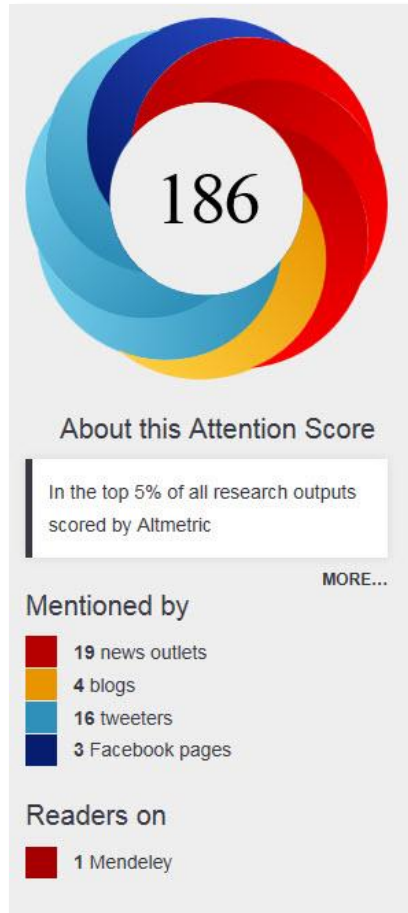 186
About this Attention Score
In the top 5% of all research outputs
scored by Altmetric
MORE...
Mentioned by
19 news outlets
4 blogs
16 tweeters
3 Facebook pages
Readers on
1 Mendeley